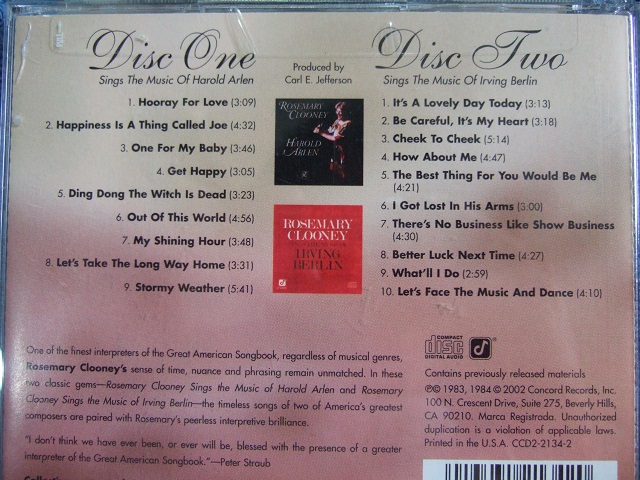 Disc One
Sings The Music Of Harold Arlen
1. Hooray For Love (3:09)
2. Happiness Is A Thing Called Joe (4:32)
3. One For My Baby (3:46)
4. Get Happy (3:05)
5. Ding Dong The Witch Is Dead (3:23)
6. Out Of This World (4:56)
7. My Shining Hour (3:48)
8. Let's Take The Long Way Home (3:31)
9. Stormy Weather (5:41)
Produced by
Carl E. Jefferson
ROSEMARY
CLOONEY
HAROLD
ARLEN
ROSEMARY
CLOONEY
IRVING
BERLIN
Disc Two
Sings The Music Of Irving Berlin
1. It's A Lovely Day Today (3:13)
2. Be Careful, It's My Heart (3:18)
3. Cheek To Cheek (5:14)
4. How About Me (4:47)
5. The Best Thing For You Would Be Me
(4:21)
6. I Got Lost In His Arms (3:00)
7. There's No Business Like Show Business
(4:30)
8. Better Luck Next Time (4:27)
9. What'll I Do (2:59)
10. Let's Face The Music And Dance (4:10)
One of the finest interpreters of the Great American Songbook, regardless of musical genres,
Rosemary Clooney's sense of time, nuance and phrasing remain unmatched. In these
two classic gems—Rosemary Clooney Sings the Music of Harold Arlen and Rosemary
Clooney Sings the Music of Irving Berlin—the timeless songs of two of America's greatest
composers are paired with Rosemary's peerless interpretive brilliance.
"I don't think we have ever been, or ever will be, blessed with the presence of a greater
interpreter of the Great American Songbook."—Peter Straub
COMPACT
disc
DIGITAL AUDIO
Contains previously released materials
℗© 1983, 1984 © 2002 Concord Records, Inc.
100 N. Crescent Drive, Suite 275, Beverly Hills,
CA 90210. Marca Registrada. Unauthorized
duplication is a violation of applicable laws.
Printed in the U.S.A. CCD2-2134-2